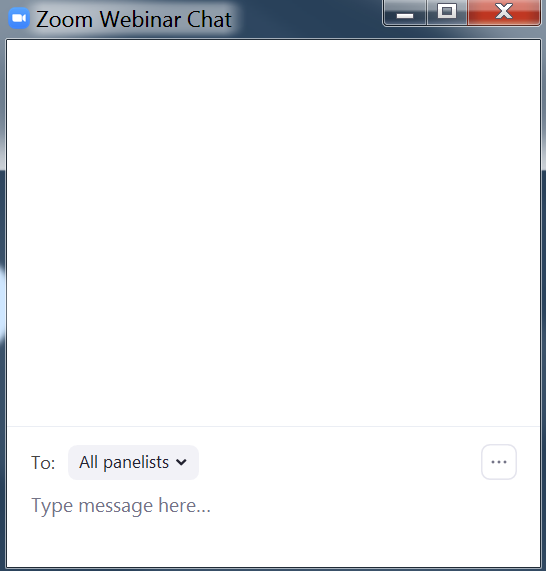 Zoom Webinar Chat
To: All panelists
Type message here...